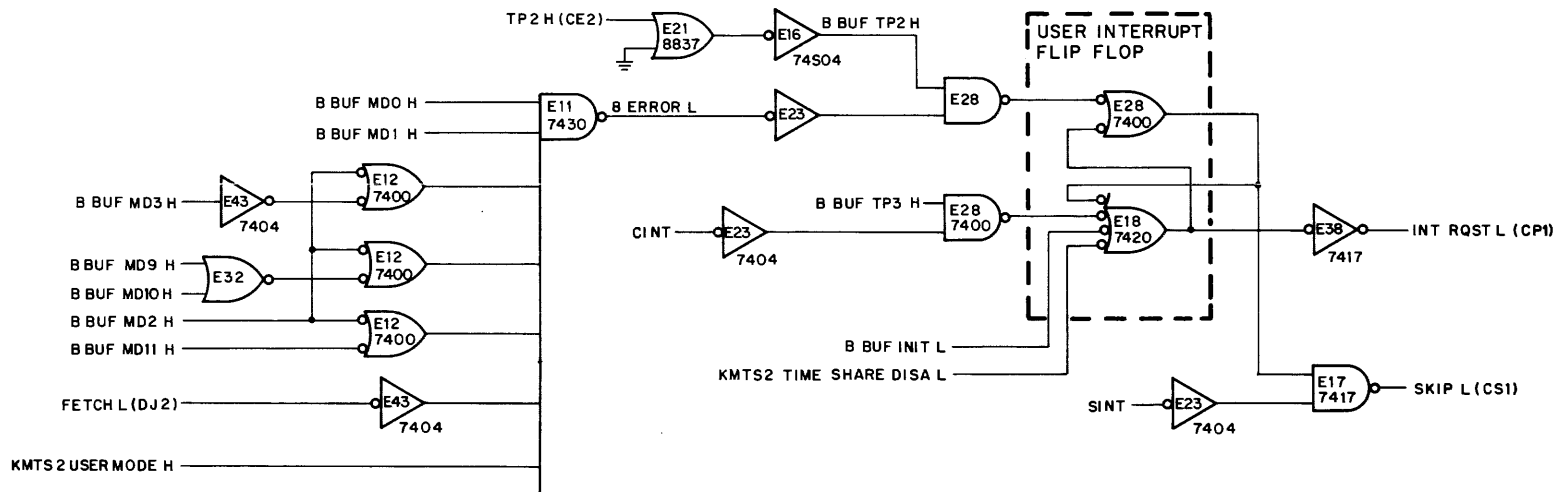 TP2 H (CE2)
E21
8837
E16
74S04
B BUF TP2 H
USER INTERRUPT
FLIP FLOP
B BUF MD0 H
B BUF MD1 H
E11
7430
8 ERROR L
E23
E28
E28
7400
B BUF MD3 H
E43
7404
E12
7400
B BUF TP3 H
CINT
E23
7404
E28
7400
E18
7420
E38
7417
INT RQST L (CP1)
B BUF MD9 H
B BUF MD10 H
E32
E12
7400
B BUF MD2 H
B BUF MD11 H
E12
7400
B BUF INIT L
KMTS2 TIME SHARE DISA L
FETCH L (DJ2)
E43
7404
SINT
E23
7404
E17
7417
SKIP L (CS1)
KMTS2 USER MODE H